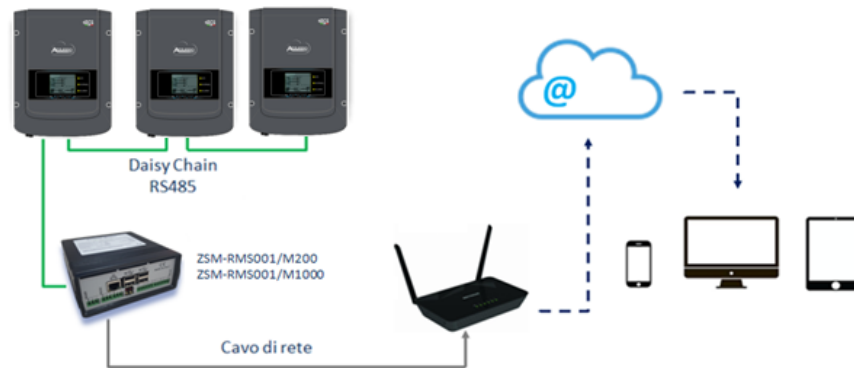 Daisy Chain
RS485
@
ZSM-RMS001/M200
ZSM-RMS001/M1000
Cavo di rete